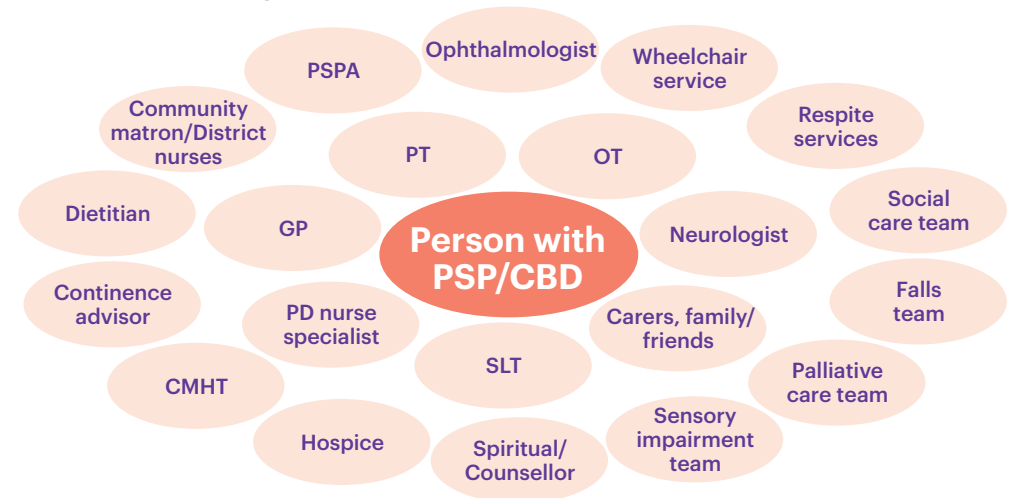 Ophthalmologist
PSPA
Wheelchair
service
Community
matron/District
nurses
Respite
services
PT
OT
Dietitian
GP
Person with
PSP/CBD
Neurologist
Social
care team
Continence
advisor
PD nurse
specialist
Carers, family/
friends
Falls
team
CMHT
SLT
Palliative
care team
Hospice
Spiritual/
Counsellor
Sensory
impairment
team